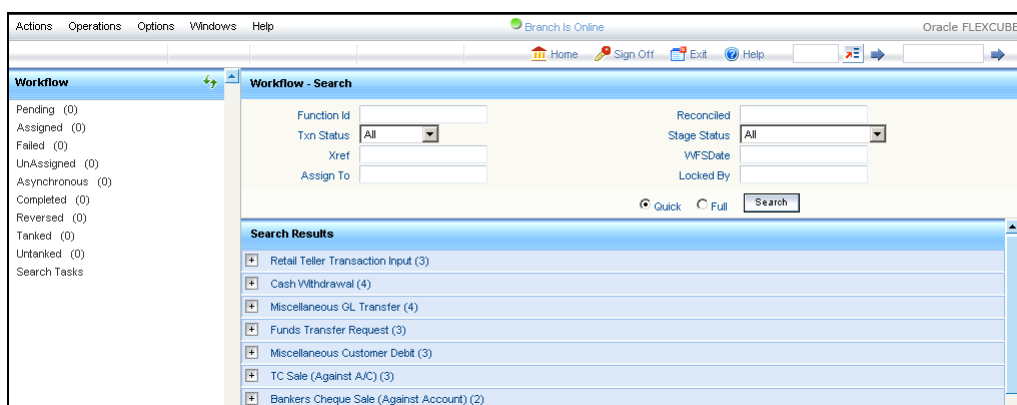 Actions Operations Options Windows Help Branch Is Online Oracle FLEXCUBE
Home Sign Off Exit Help
Workflow
Pending (0)
Assigned (0)
Failed (0)
UnAssigned (0)
Asynchronous (0)
Completed (0)
Reversed (0)
Tanked (0)
Untanked (0)
Search Tasks
Workflow - Search
Function Id Reconciled
Txn Status All Stage Status All
Xref WFSDate
Assign To Locked By
Quick Full Search
Search Results
Retail Teller Transaction Input (3)
Cash Withdrawal (4)
Miscellaneous GL Transfer (4)
Funds Transfer Request (3)
Miscellaneous Customer Debit (3)
TC Sale (Against A/C) (3)
Bankers Cheque Sale (Against Account) (2)